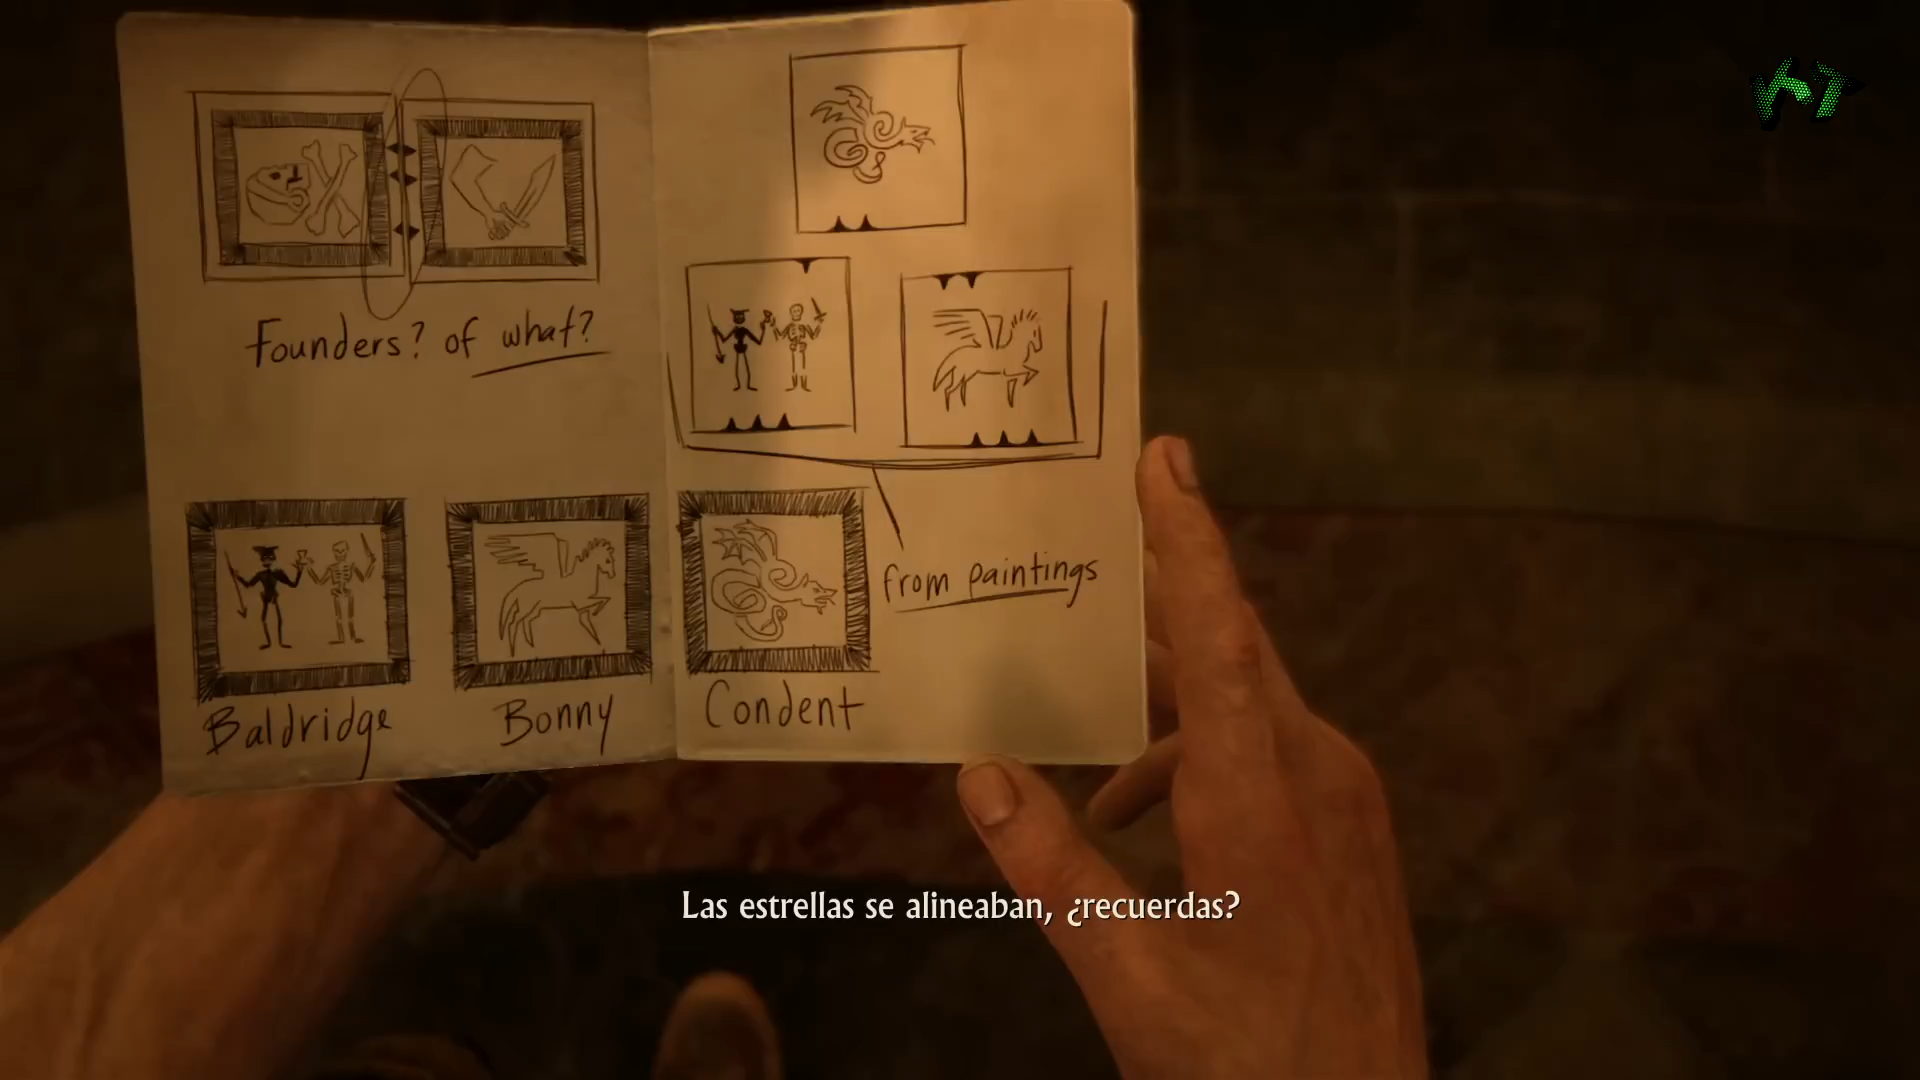 Founders? of what?
from paintings
Baldridge
Bonny
Condent
Las estrellas se alineaban, ¿recuerdas?